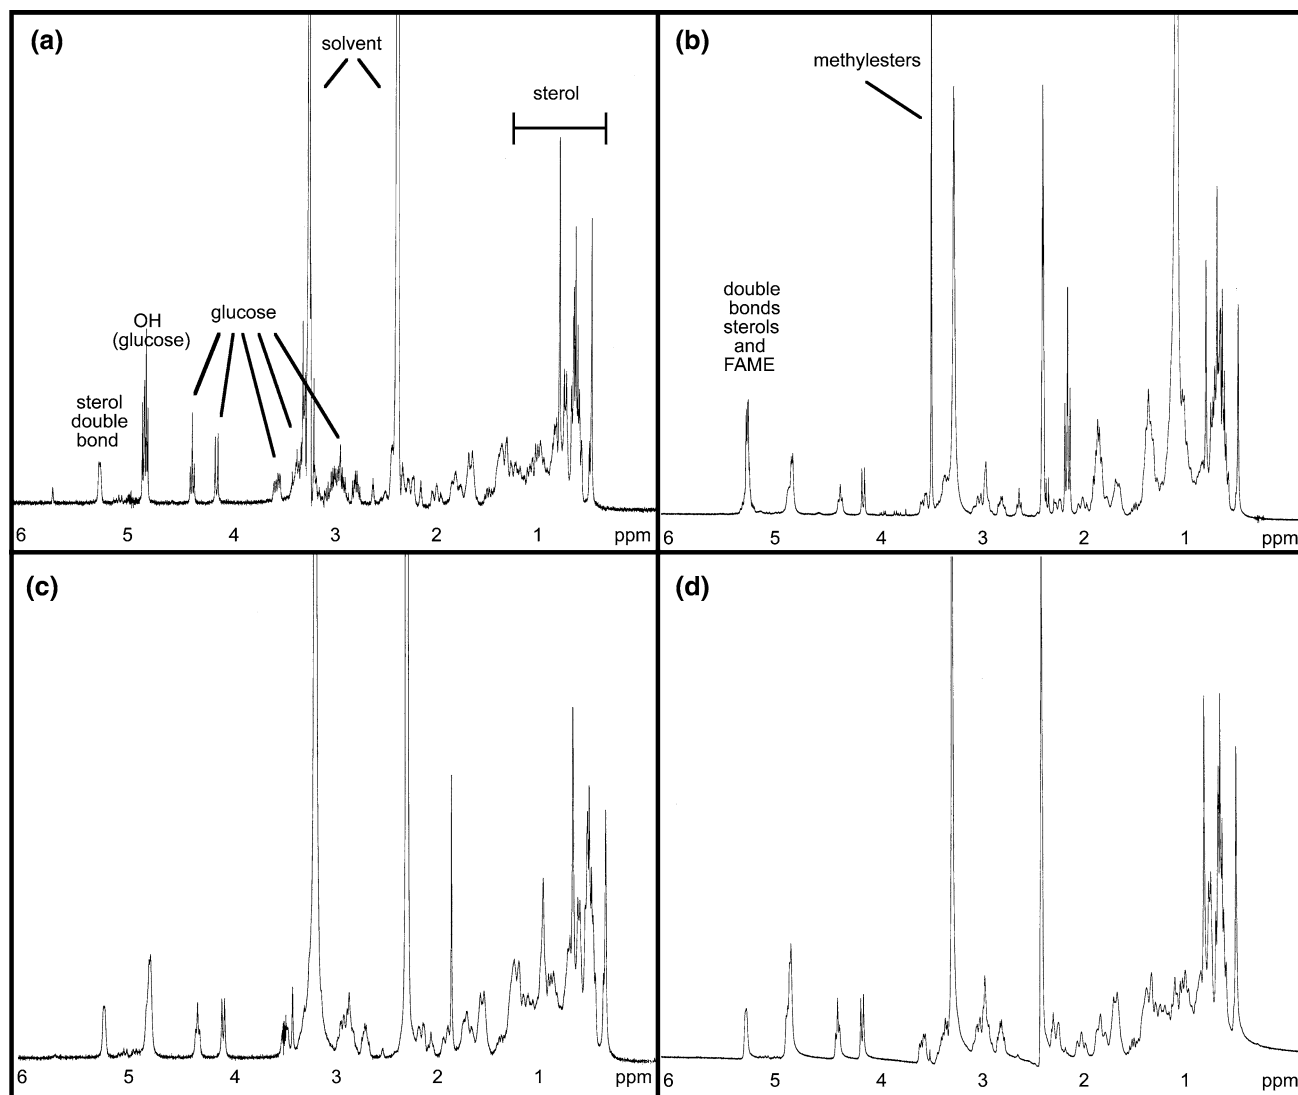 (a)
solvent
sterol
OH
(glucose)
glucose
sterol
double
bond
6 5 4 3 2 1 ppm
(b)
methylesters
double
bonds
sterols
and
FAME
6 5 4 3 2 1 ppm
(c)
6 5 4 3 2 1 ppm
(d)
6 5 4 3 2 1 ppm